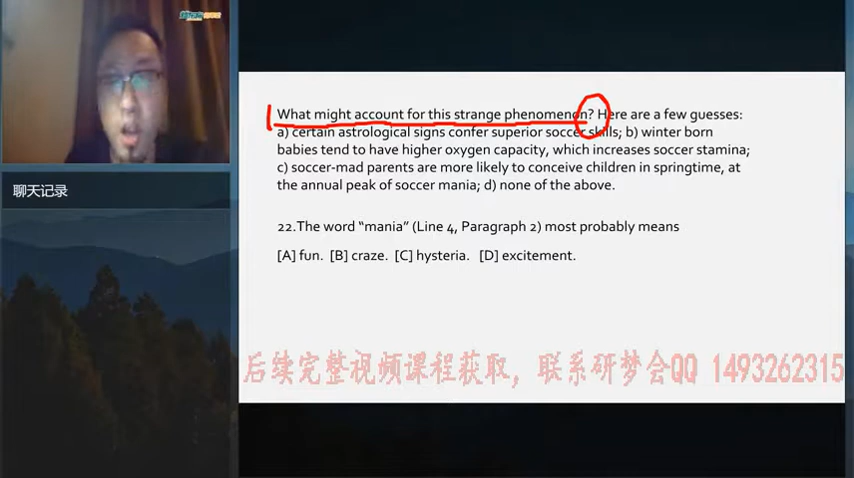 聊天记录
What might account for this strange phenomenon? Here are a few guesses:
a) certain astrological signs confer superior soccer skills; b) winter born
babies tend to have higher oxygen capacity, which increases soccer stamina;
c) soccer-mad parents are more likely to conceive children in springtime, at
the annual peak of soccer mania; d) none of the above.
22.The word “mania” (Line 4, Paragraph 2) most probably means
[A] fun. [B] craze. [C] hysteria. [D] excitement.
后续完整视频课程获取，联系研梦会QQ 1493262315